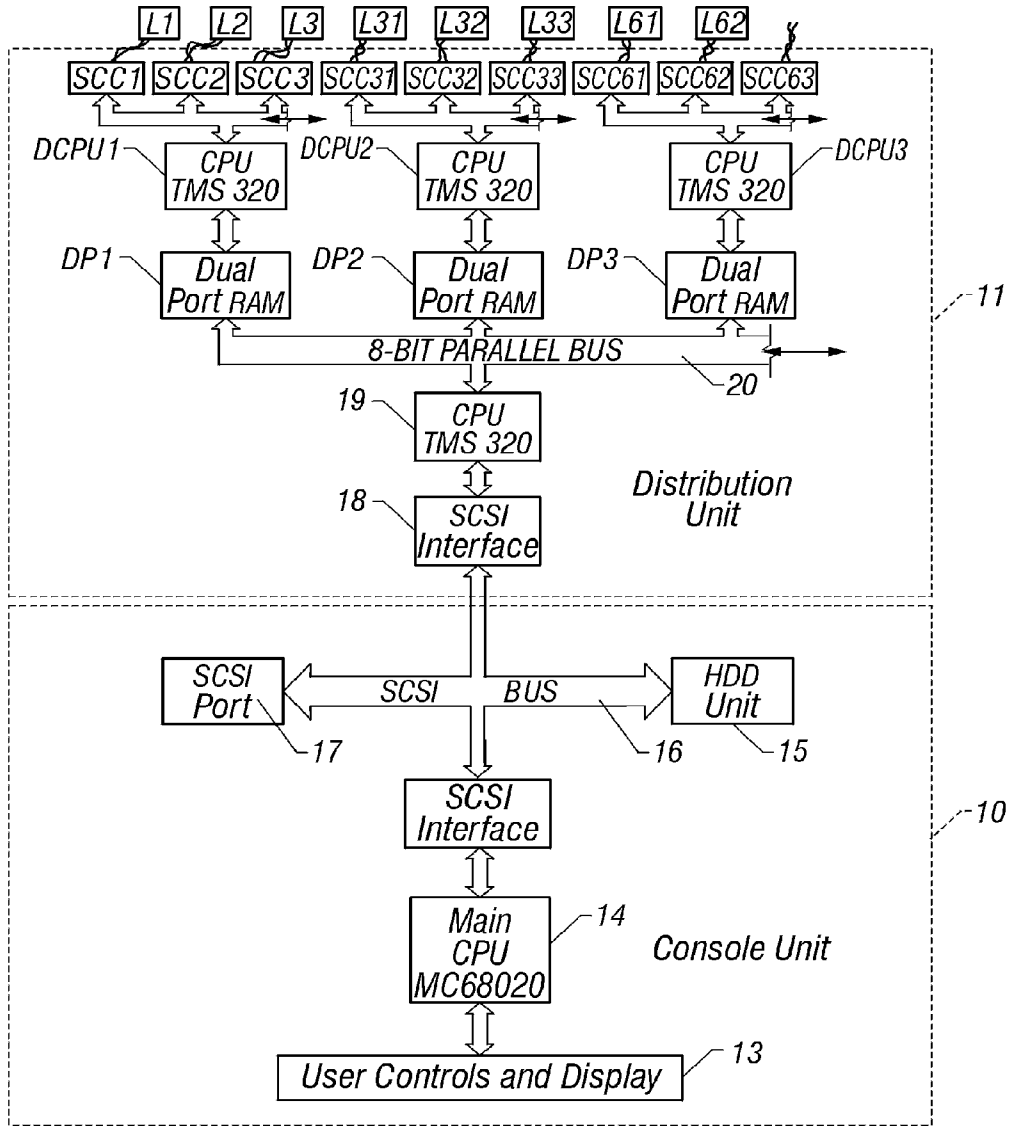 L1 L2 L3 L31 L32 L33 L61 L62
SCC1 SCC2 SCC3 SCC31 SCC32 SCC33 SCC61 SCC62 SCC63
DCPU1 DCPU2 DCPU3
CPU CPU CPU
TMS 320 TMS 320 TMS 320
DP1 DP2 DP3
Dual Dual Dual
Port RAM Port RAM Port RAM
11
8-BIT PARALLEL BUS
20
19
CPU
TMS 320
18
SCSI
Interface
Distribution
Unit
SCSI
Port
17
SCSI BUS
16
HDD
Unit
15
SCSI
Interface
10
Main
CPU
MC68020
14
Console Unit
User Controls and Display
13